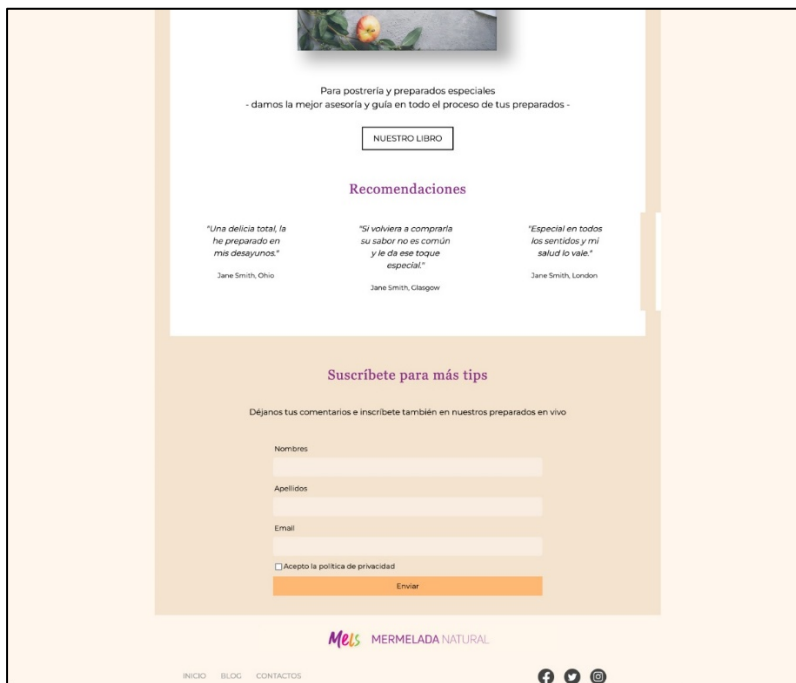 Para postrería y preparados especiales
- damos la mejor asesoría y guía en todo el proceso de tus preparados -
NUESTRO LIBRO
Recomendaciones
"Una delicia total, la
he preparado en
mis desayunos."
Jane Smith, Ohio
"Si volviera a comprarla
su sabor no es común
y le da ese toque
especial."
Jane Smith, Glasgow
"Especial en todos
los sentidos y mi
salud lo vale."
Jane Smith, London
Suscríbete para más tips
Déjanos tus comentarios e inscríbete también en nuestros preparados en vivo
Nombres
Apellidos
Email
Acepto la política de privacidad
Enviar
Mels MERMELADA NATURAL
INICIO BLOG CONTACTOS